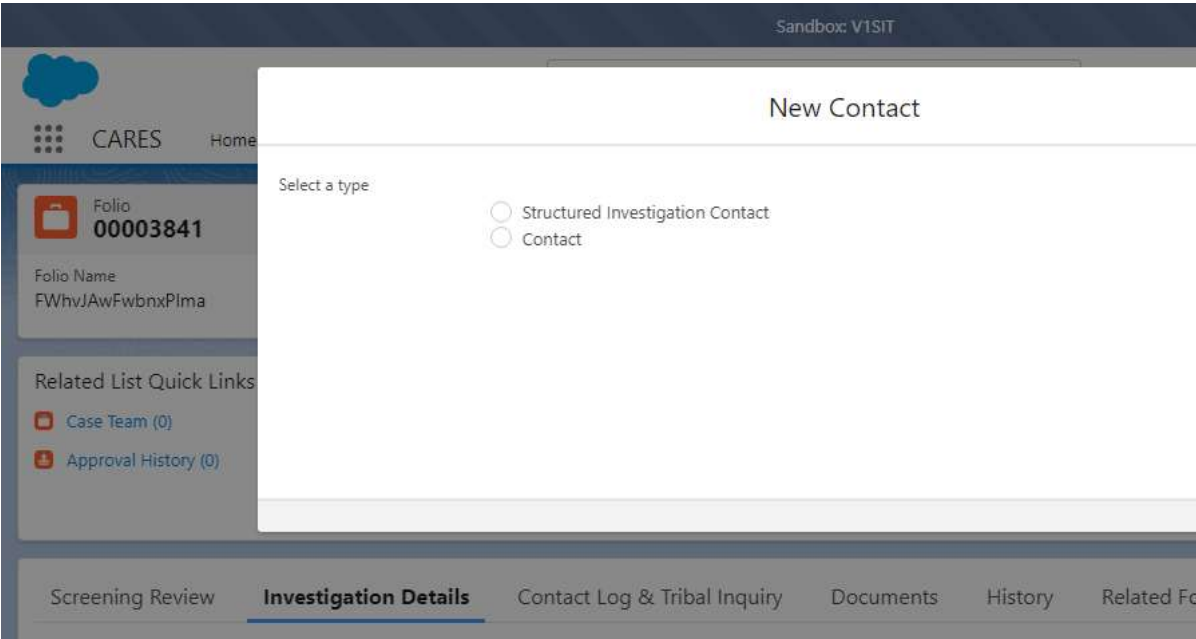 Sandbox: V1SIT
New Contact
CARES Home
Select a type
Structured Investigation Contact
Contact
Folio
00003841
Folio Name
FWhvJAwFwbnxPlma
Related List Quick Links
Case Team (0)
Approval History (0)
Screening Review Investigation Details Contact Log & Tribal Inquiry Documents History Related Fo